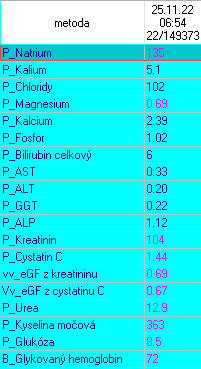 metoda 25.11.22
06:54
22/149373
P_Natrium 135
P_Kalium 5.1
P_Chloridy 102
P_Magnesium 0.69
P_Kalcium 2.39
P_Fosfor 1.02
P_Bilirubin celkový 6
P_AST 0.33
P_ALT 0.20
P_GGT 0.22
P_ALP 1.12
P_Kreatinin 104
P_Cystatin C 1.44
vv_eGF z kreatininu 0.69
Vv_eGF z cystatinu C 0.67
P_Urea 12.9
P_Kyselina močová 363
P_Glukóza 8.5
B_Glykovaný hemoglobin 72